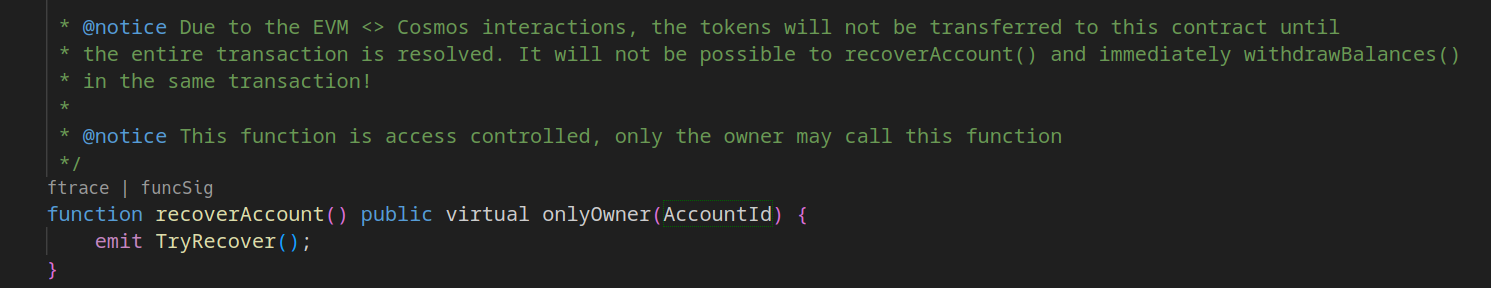 * @notice Due to the EVM <> Cosmos interactions, the tokens will not be transferred to this contract until
* the entire transaction is resolved. It will not be possible to recoverAccount() and immediately withdrawBalances()
* in the same transaction!
*
* @notice This function is access controlled, only the owner may call this function
*/
ftrace | funcSig
function recoverAccount() public virtual onlyOwner(AccountId) {
    emit TryRecover();
}